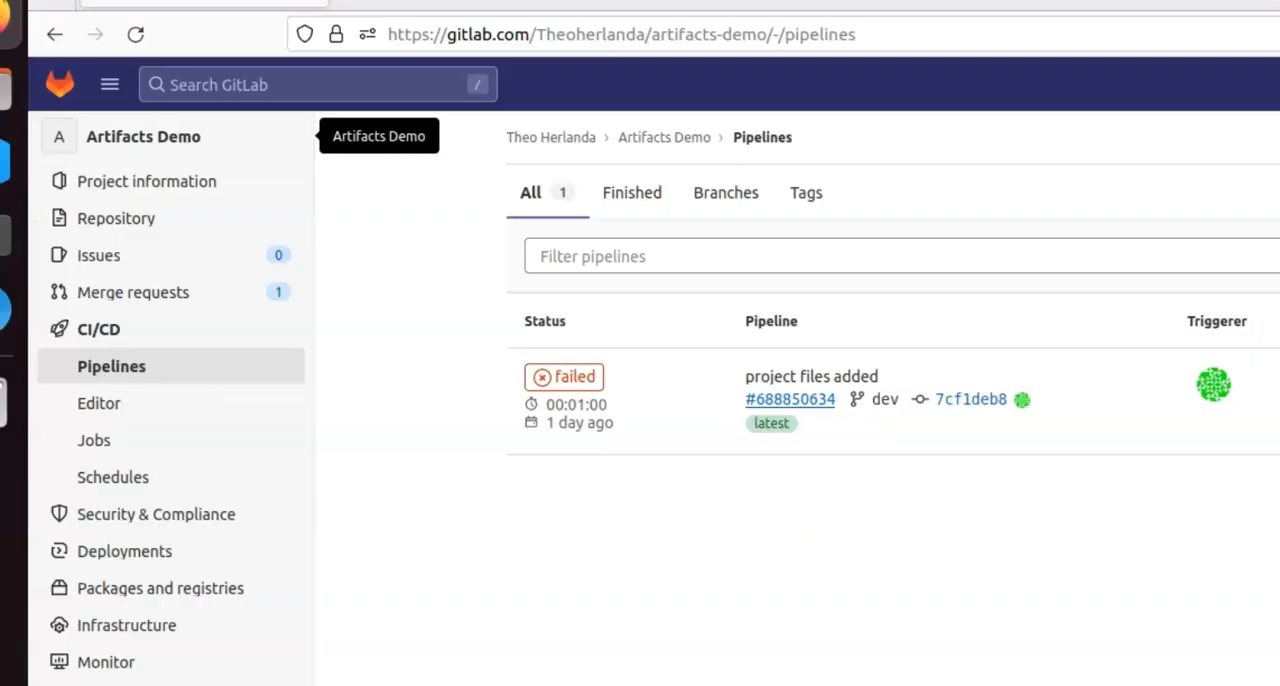 https://gitlab.com/Theoherlanda/artifacts-demo/-/pipelines
Search GitLab /
A Artifacts Demo
Artifacts Demo
Project information
Repository
Issues 0
Merge requests 1
CI/CD
Pipelines
Editor
Jobs
Schedules
Security & Compliance
Deployments
Packages and registries
Infrastructure
Monitor
Theo Herlanda › Artifacts Demo › Pipelines
All 1 Finished Branches Tags
Filter pipelines
Status Pipeline Triggerer
failed
00:01:00
1 day ago
project files added
#688850634 dev 7cf1deb8
latest